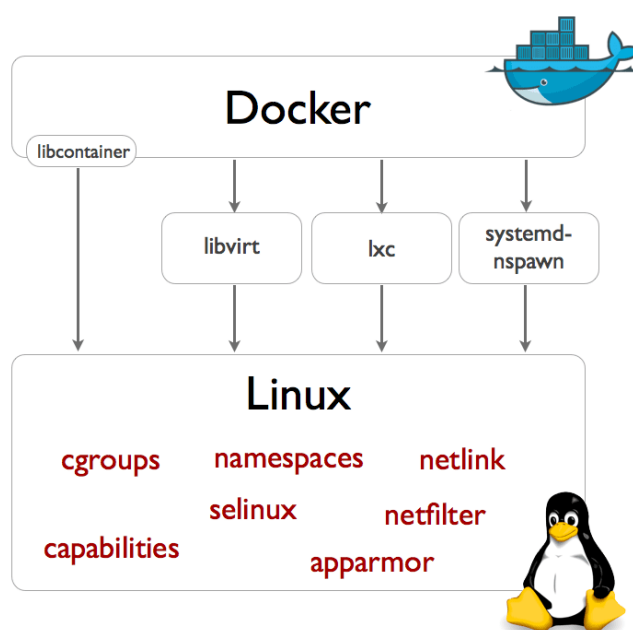 Docker
libcontainer
libvirt
lxc
systemd-
nspawn
Linux
cgroups
namespaces
netlink
selinux
netfilter
capabilities
apparmor